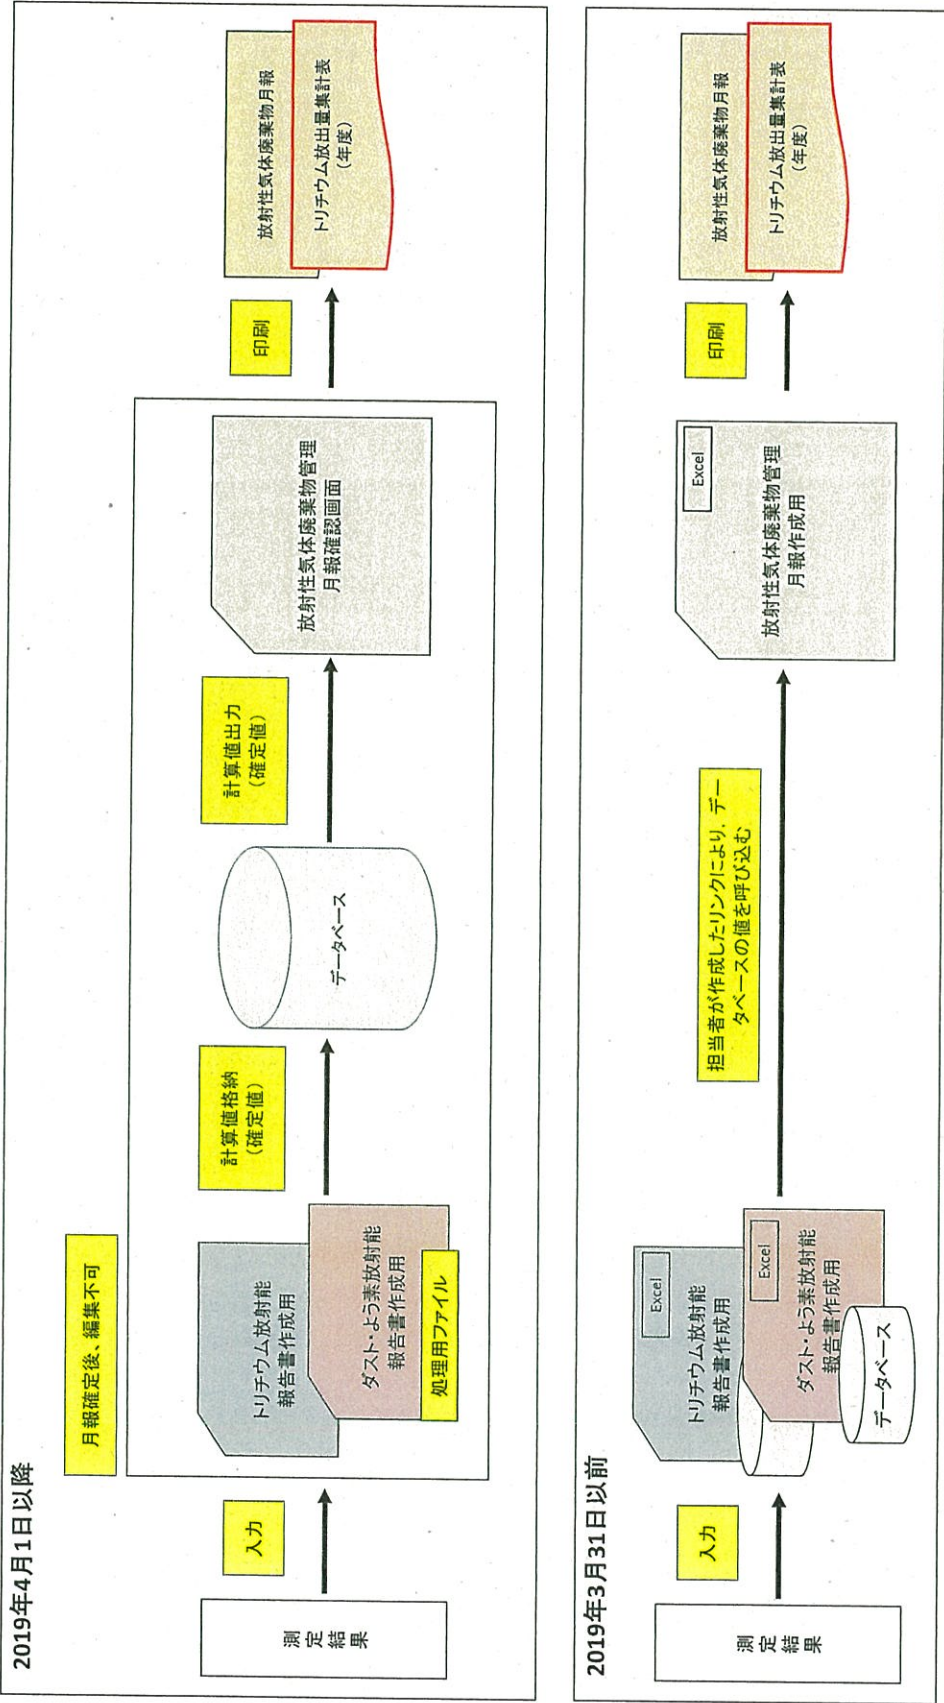 2019年4月1日以降
月報確定後、編集不可
測定
結果
入力
トリチウム放射能
報告書作成用
ダスト・よう素放射能
報告書作成用
処理用ファイル
計算値格納
(確定値)
データベース
計算値出力
(確定値)
放射性気体廃棄物管理
月報確認画面
印刷
放射性気体廃棄物月報
トリチウム放出量集計表
(年度)
2019年3月31日以前
測定
結果
入力
Excel
トリチウム放射能
報告書作成用
Excel
ダスト・よう素放射能
報告書作成用
データベース
担当者が作成したリンクにより、デー
タベースの値を呼び込む
Excel
放射性気体廃棄物管理
月報作成用
印刷
放射性気体廃棄物月報
トリチウム放出量集計表
(年度)